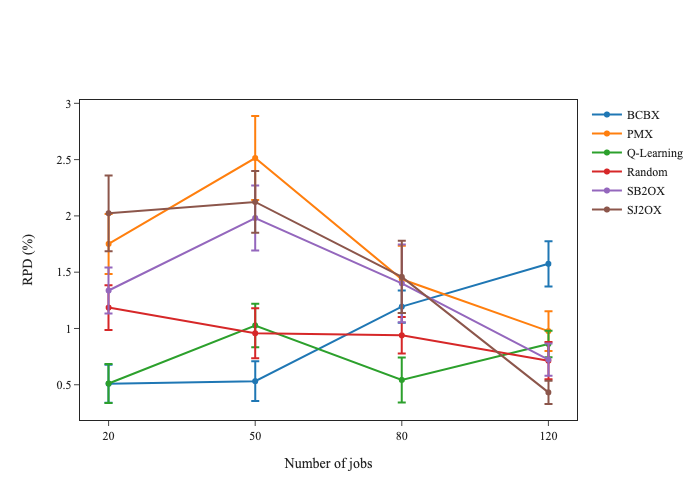 3
2.5
2
1.5
1
0.5
RPD (%)
20
50
80
120
Number of jobs
BCBX
PMX
Q-Learning
Random
SB2OX
SJ2OX